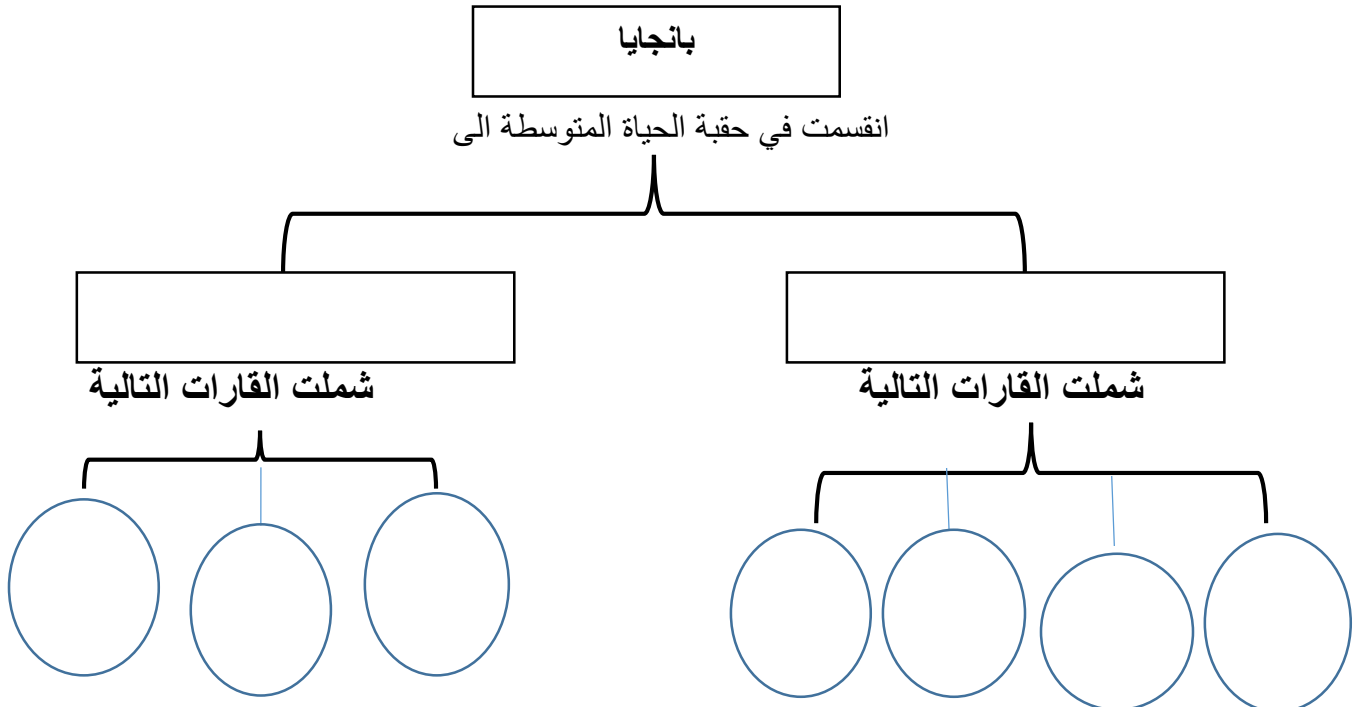 بانجايا
انقسمت في حقبة الحياة المتوسطة الى
شملت القارات التالية
شملت القارات التالية